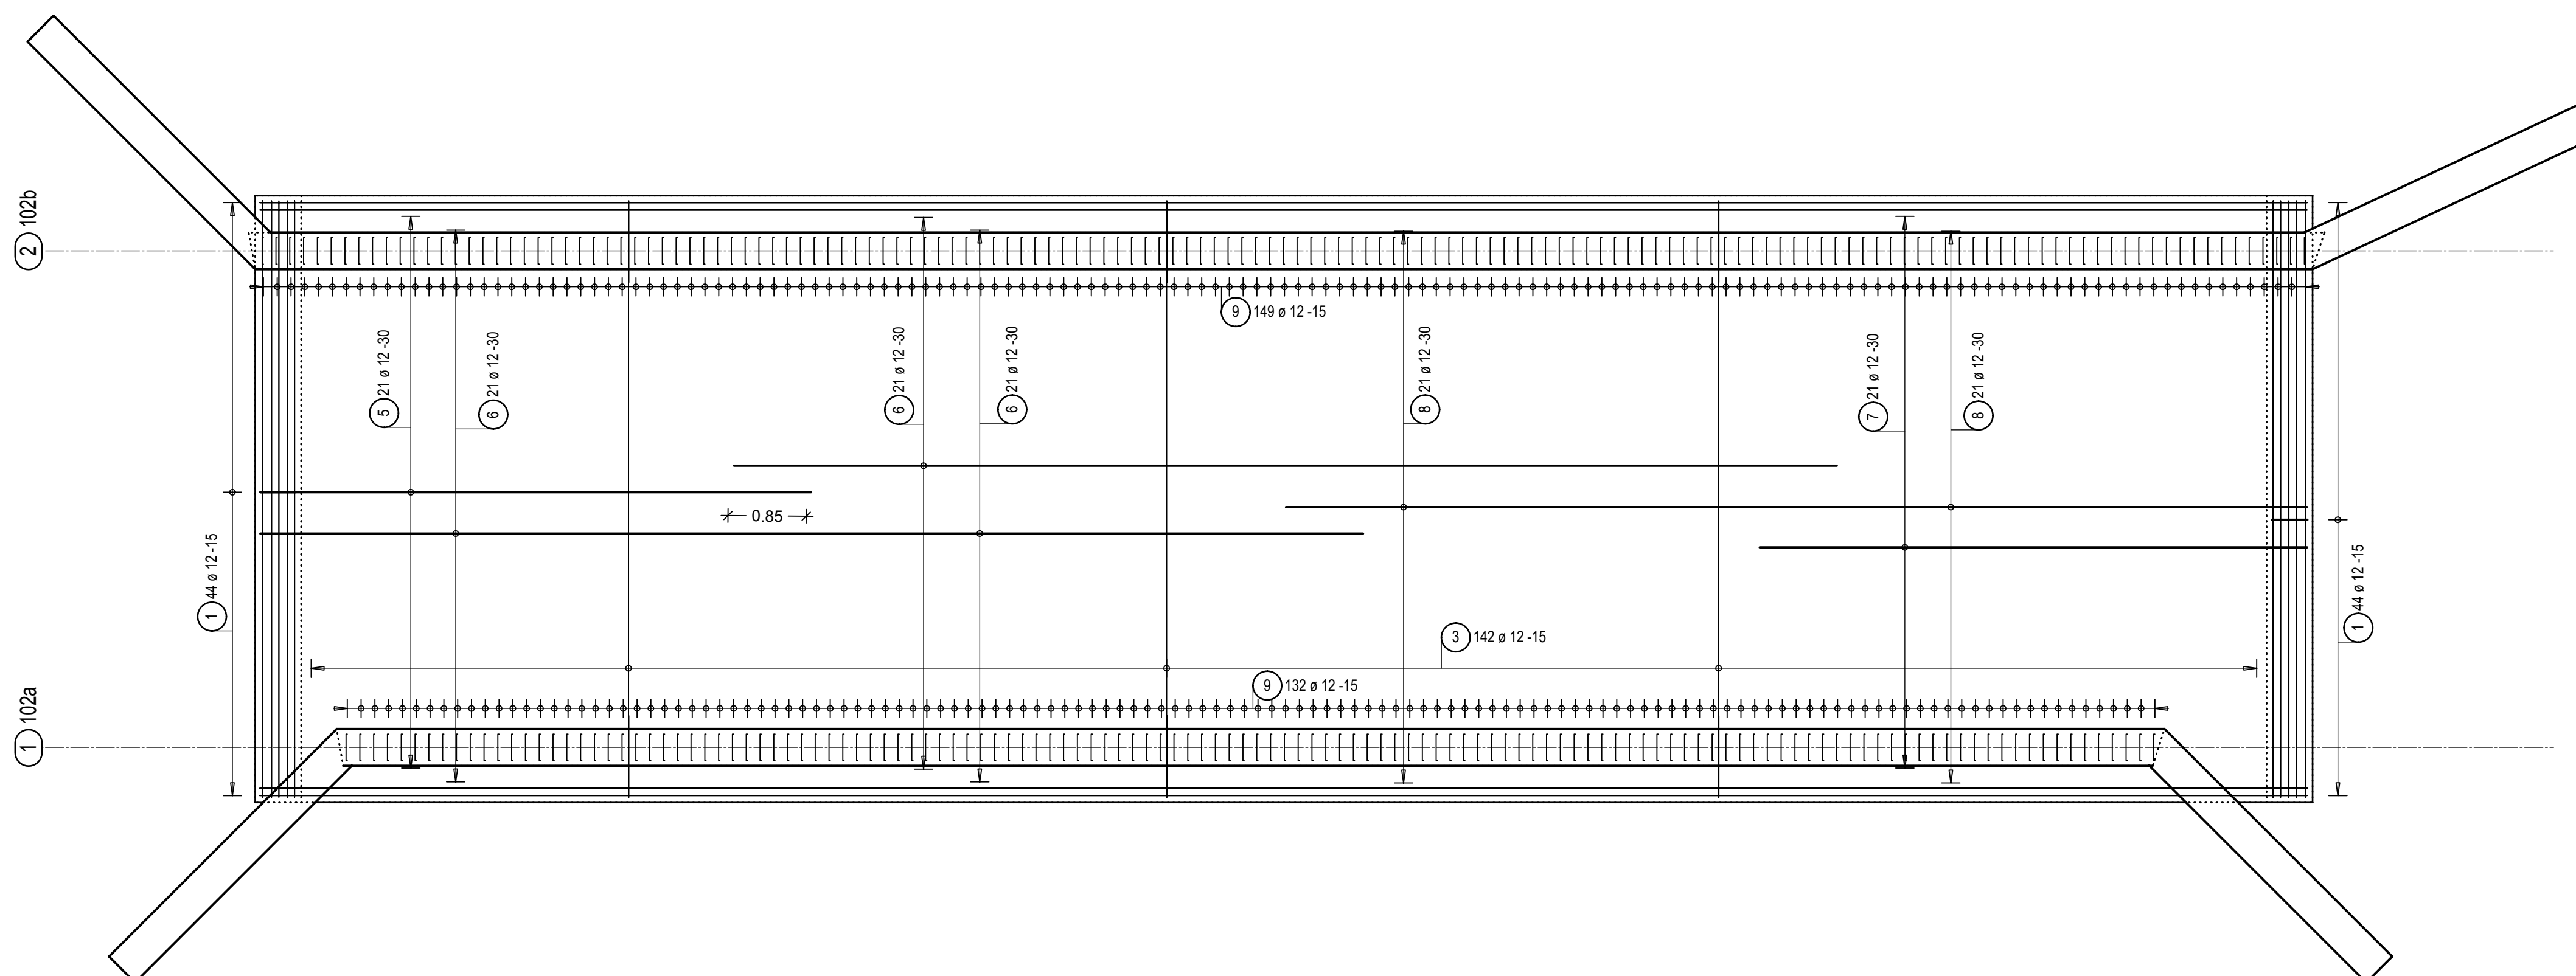 2 102b
9 149 ø 12 -15
5 21 ø 12 -30
6 21 ø 12 -30
6 21 ø 12 -30
6 21 ø 12 -30
8 21 ø 12 -30
7 21 ø 12 -30
8 21 ø 12 -30
0.85
1 44 ø 12 -15
1 44 ø 12 -15
3 142 ø 12 -15
9 132 ø 12 -15
1 102a